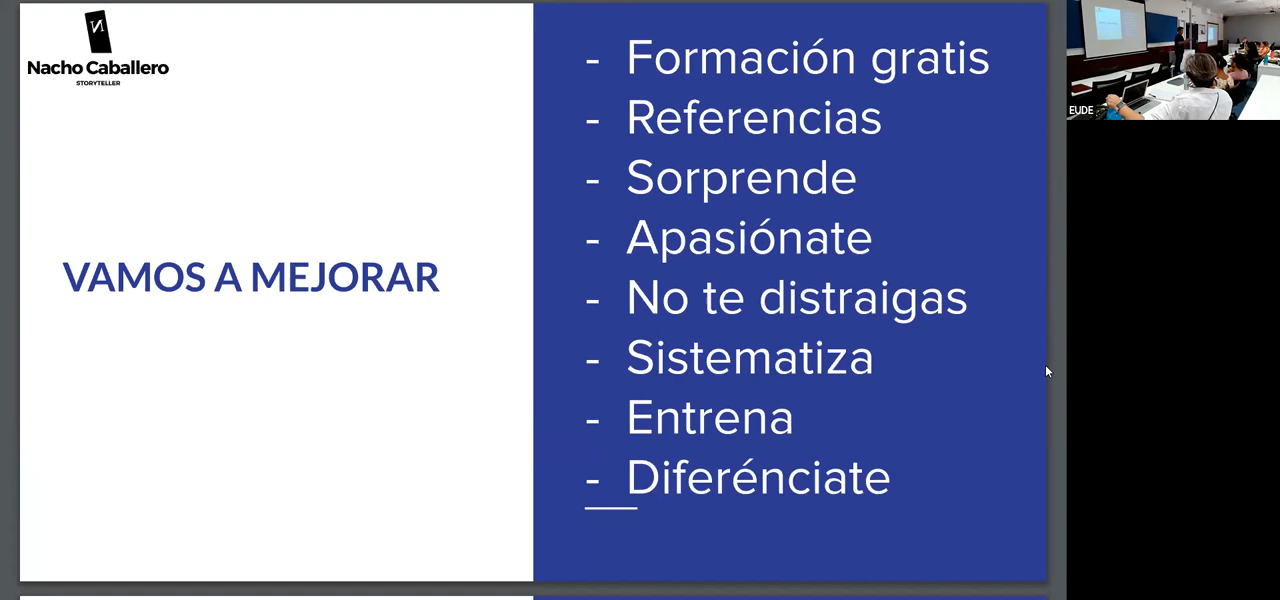 Nacho Caballero
STORYTELLER
VAMOS A MEJORAR
- Formación gratis
- Referencias
- Sorprende
- Apasiónate
- No te distraigas
- Sistematiza
- Entrena
- Diferénciate
EUDE